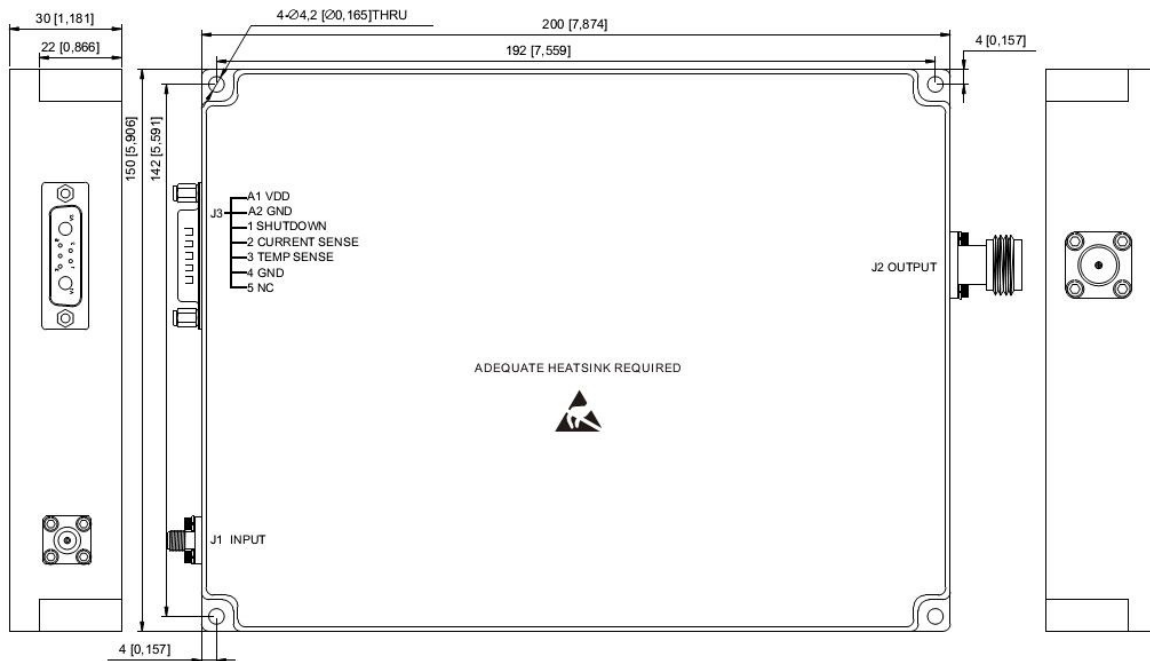 30 [1,181]
22 [0,866]
4-Ø4,2 [Ø0,165]THRU
200 [7,874]
192 [7,559]
4 [0,157]
150 [5,906]
142 [5,591]
J3
A1 VDD
A2 GND
1 SHUTDOWN
2 CURRENT SENSE
3 TEMP SENSE
4 GND
5 NC
J2 OUTPUT
ADEQUATE HEATSINK REQUIRED
J1 INPUT
4 [0,157]